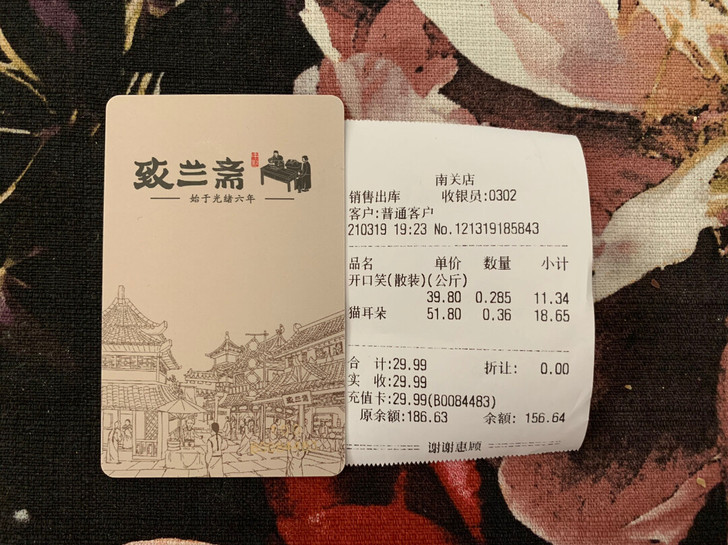 致兰斋
始于光绪六年
致兰斋
南关店
销售出库 收银员:0302
客户:普通客户
210319 19:23 No.121319185843
品名 单价 数量 小计
开口笑(散装)(公斤)
39.80 0.285 11.34
猫耳朵 51.80 0.36 18.65
合 计:29.99 折让: 0.00
实 收:29.99
充值卡:29.99(B0084483)
原余额:186.63 余额: 156.64
谢谢惠顾